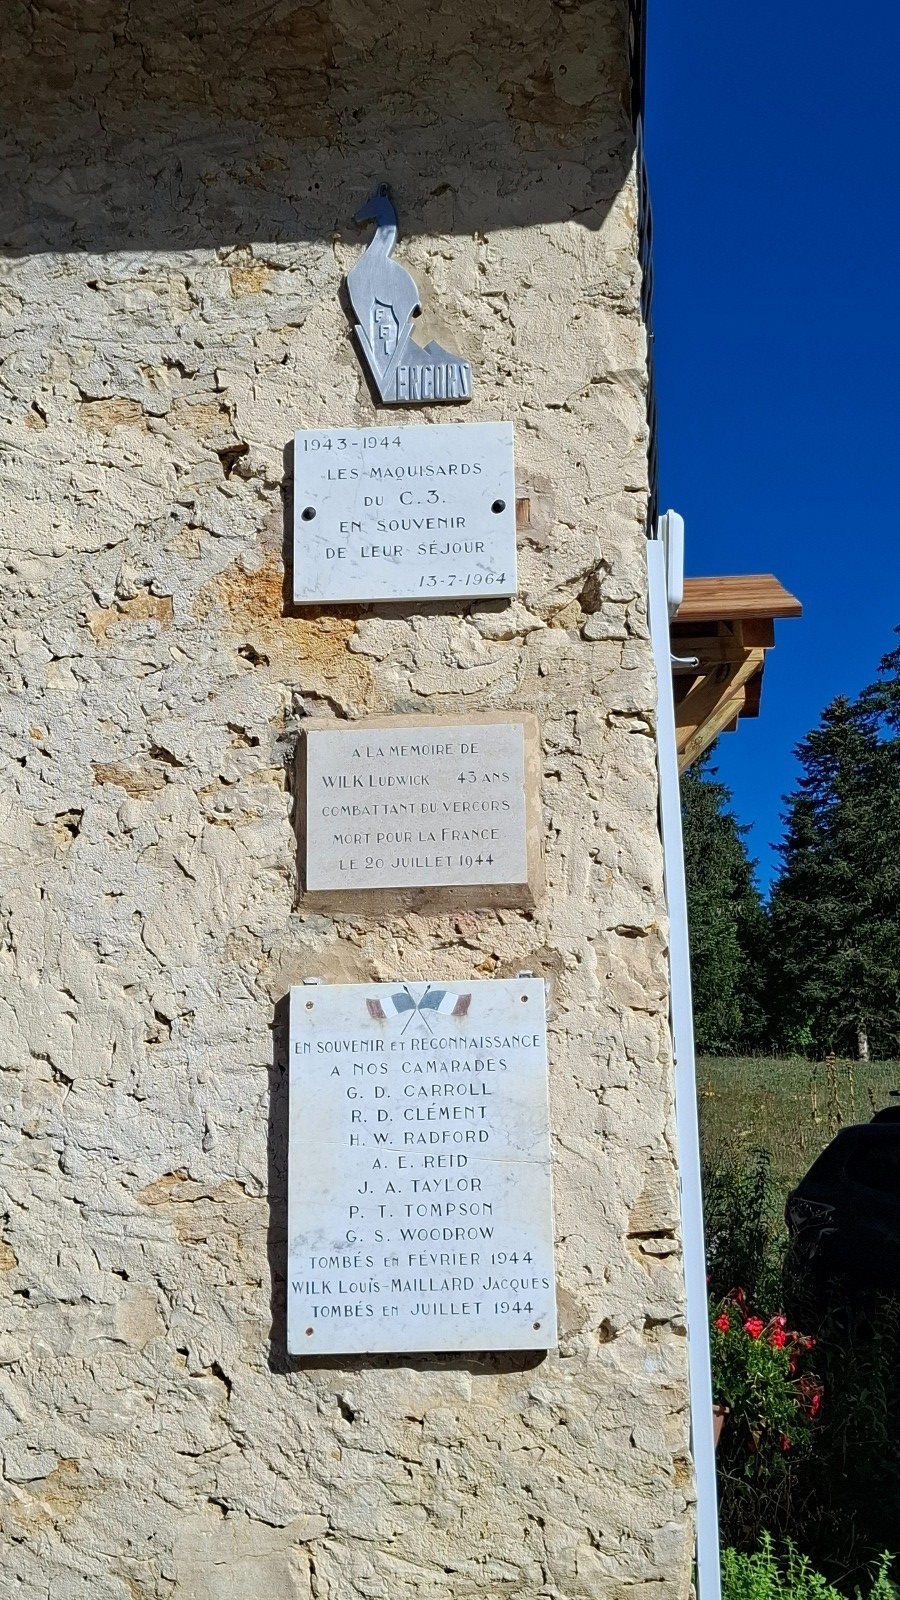 FFI
VERCORS
1943-1944
LES MAQUISARDS
DU C.3.
EN SOUVENIR
DE LEUR SÉJOUR
13-7-1964
A LA MEMOIRE DE
WILK LUDWICK 43 ANS
COMBATTANT DU VERCORS
MORT POUR LA FRANCE
LE 20 JUILLET 1944
EN SOUVENIR ET RECONNAISSANCE
A NOS CAMARADES
G. D. CARROLL
R. D. CLÉMENT
H. W. RADFORD
A. E. REID
J. A. TAYLOR
P. T. TOMPSON
G. S. WOODROW
TOMBÉS EN FÉVRIER 1944
WILK LOUIS-MAILLARD JACQUES
TOMBÉS EN JUILLET 1944